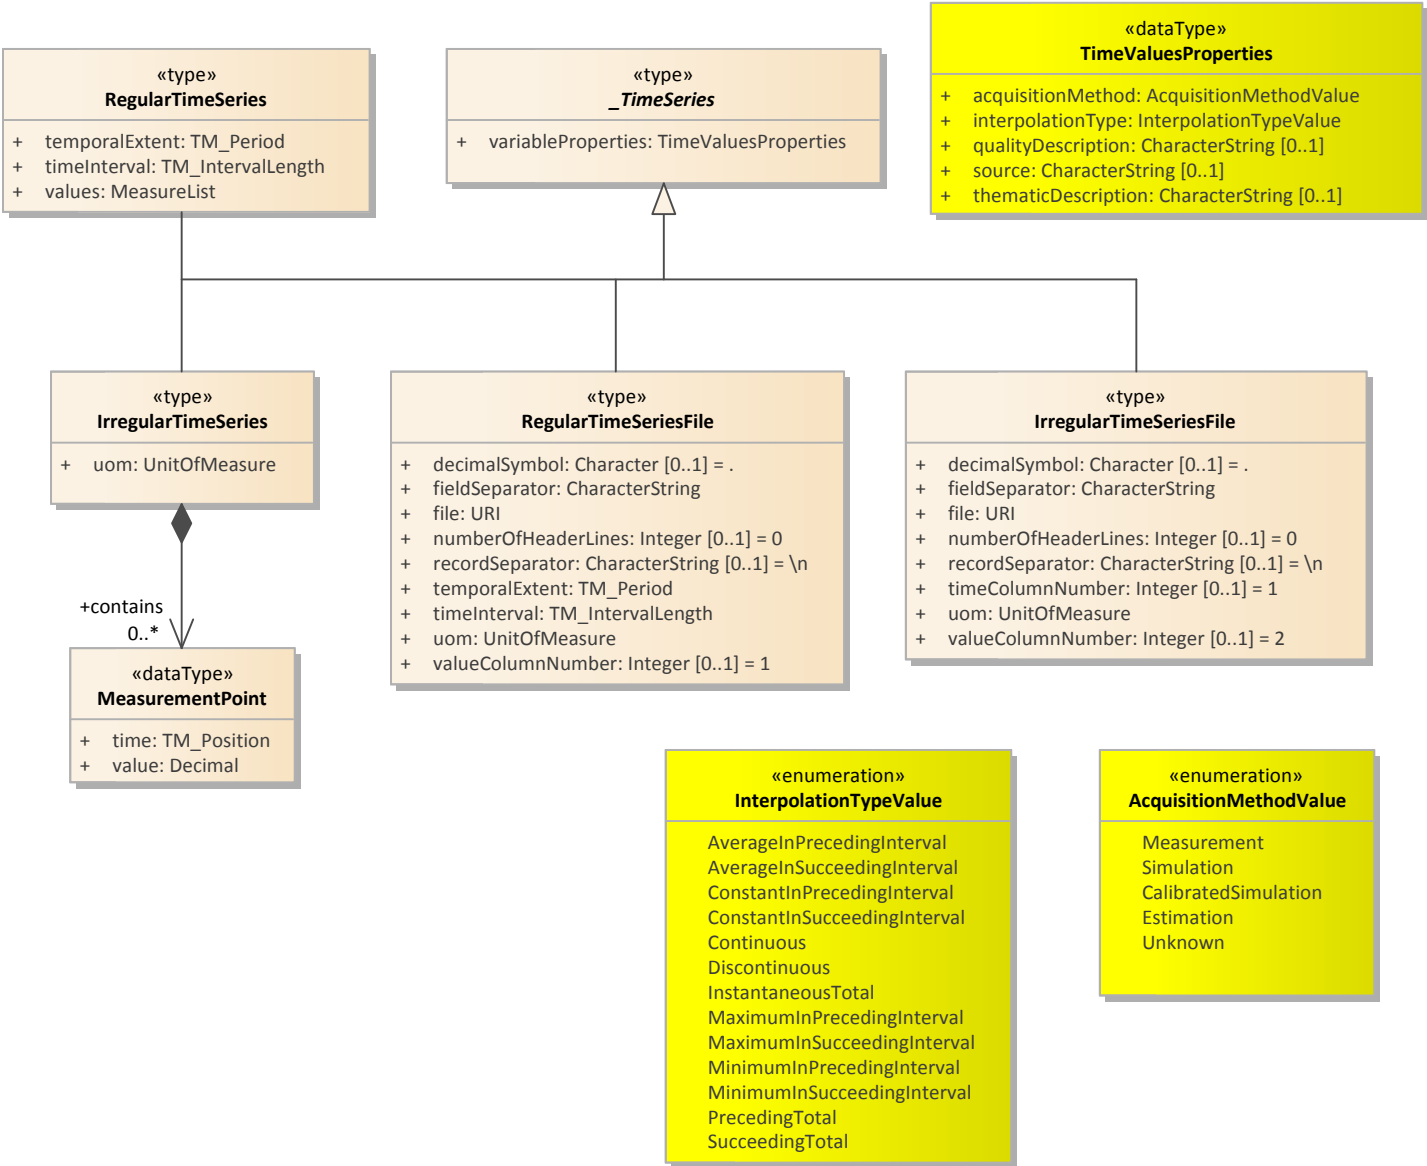 «type»
RegularTimeSeries
+ temporalExtent: TM_Period
+ timeInterval: TM_IntervalLength
+ values: MeasureList
«type»
_TimeSeries
+ variableProperties: TimeValuesProperties
«dataType»
TimeValuesProperties
+ acquisitionMethod: AcquisitionMethodValue
+ interpolationType: InterpolationTypeValue
+ qualityDescription: CharacterString [0..1]
+ source: CharacterString [0..1]
+ thematicDescription: CharacterString [0..1]
«type»
IrregularTimeSeries
+ uom: UnitOfMeasure
+contains
0..*
«dataType»
MeasurementPoint
+ time: TM_Position
+ value: Decimal
«type»
RegularTimeSeriesFile
+ decimalSymbol: Character [0..1] = .
+ fieldSeparator: CharacterString
+ file: URI
+ numberOfHeaderLines: Integer [0..1] = 0
+ recordSeparator: CharacterString [0..1] = \n
+ temporalExtent: TM_Period
+ timeInterval: TM_IntervalLength
+ uom: UnitOfMeasure
+ valueColumnNumber: Integer [0..1] = 1
«type»
IrregularTimeSeriesFile
+ decimalSymbol: Character [0..1] = .
+ fieldSeparator: CharacterString
+ file: URI
+ numberOfHeaderLines: Integer [0..1] = 0
+ recordSeparator: CharacterString [0..1] = \n
+ timeColumnNumber: Integer [0..1] = 1
+ uom: UnitOfMeasure
+ valueColumnNumber: Integer [0..1] = 2
«enumeration»
InterpolationTypeValue
AverageInPrecedingInterval
AverageInSucceedingInterval
ConstantInPrecedingInterval
ConstantInSucceedingInterval
Continuous
Discontinuous
InstantaneousTotal
MaximumInPrecedingInterval
MaximumInSucceedingInterval
MinimumInPrecedingInterval
MinimumInSucceedingInterval
PrecedingTotal
SucceedingTotal
«enumeration»
AcquisitionMethodValue
Measurement
Simulation
CalibratedSimulation
Estimation
Unknown